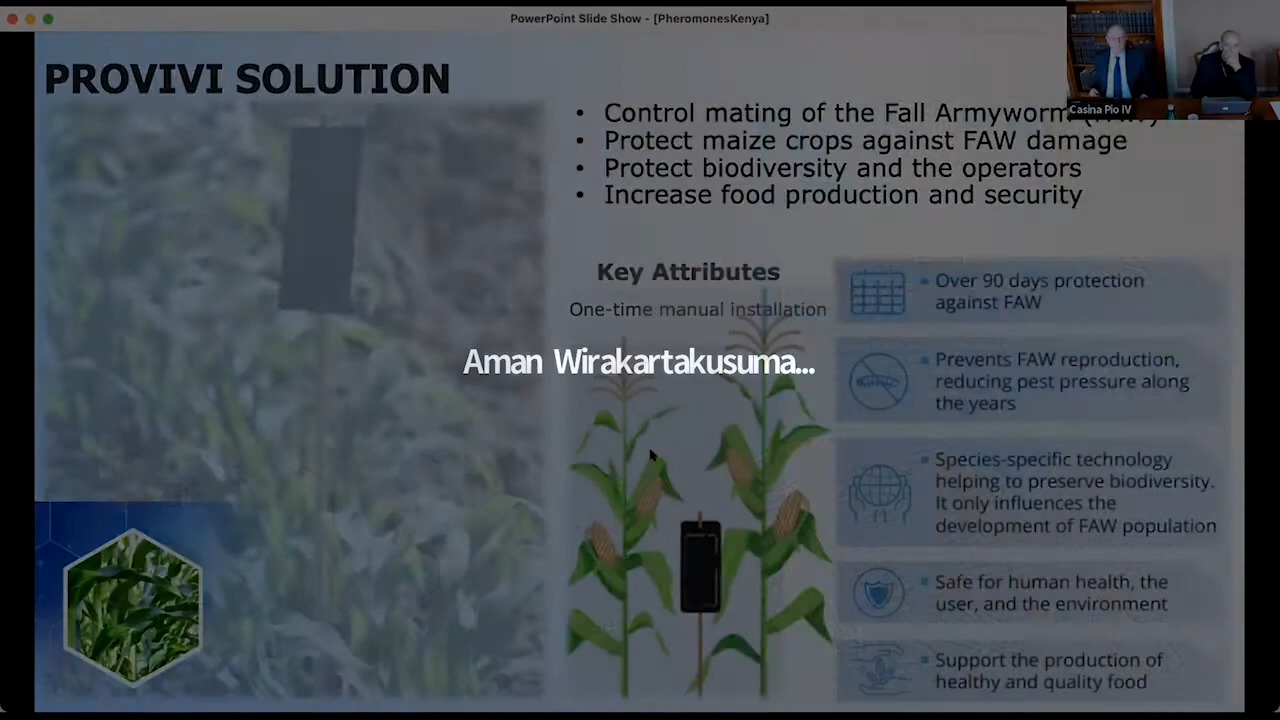 PowerPoint Slide Show - [PheromonesKenya]
Casina Pio IV
PROVIVI SOLUTION
• Control mating of the Fall Armyworm
• Protect maize crops against FAW damage
• Protect biodiversity and the operators
• Increase food production and security
Key Attributes
One-time manual installation
Aman Wirakartakusuma...
Over 90 days protection
against FAW
Prevents FAW reproduction,
reducing pest pressure along
the years
Species-specific technology
helping to preserve biodiversity.
It only influences the
development of FAW population
Safe for human health, the
user, and the environment
Support the production of
healthy and quality food